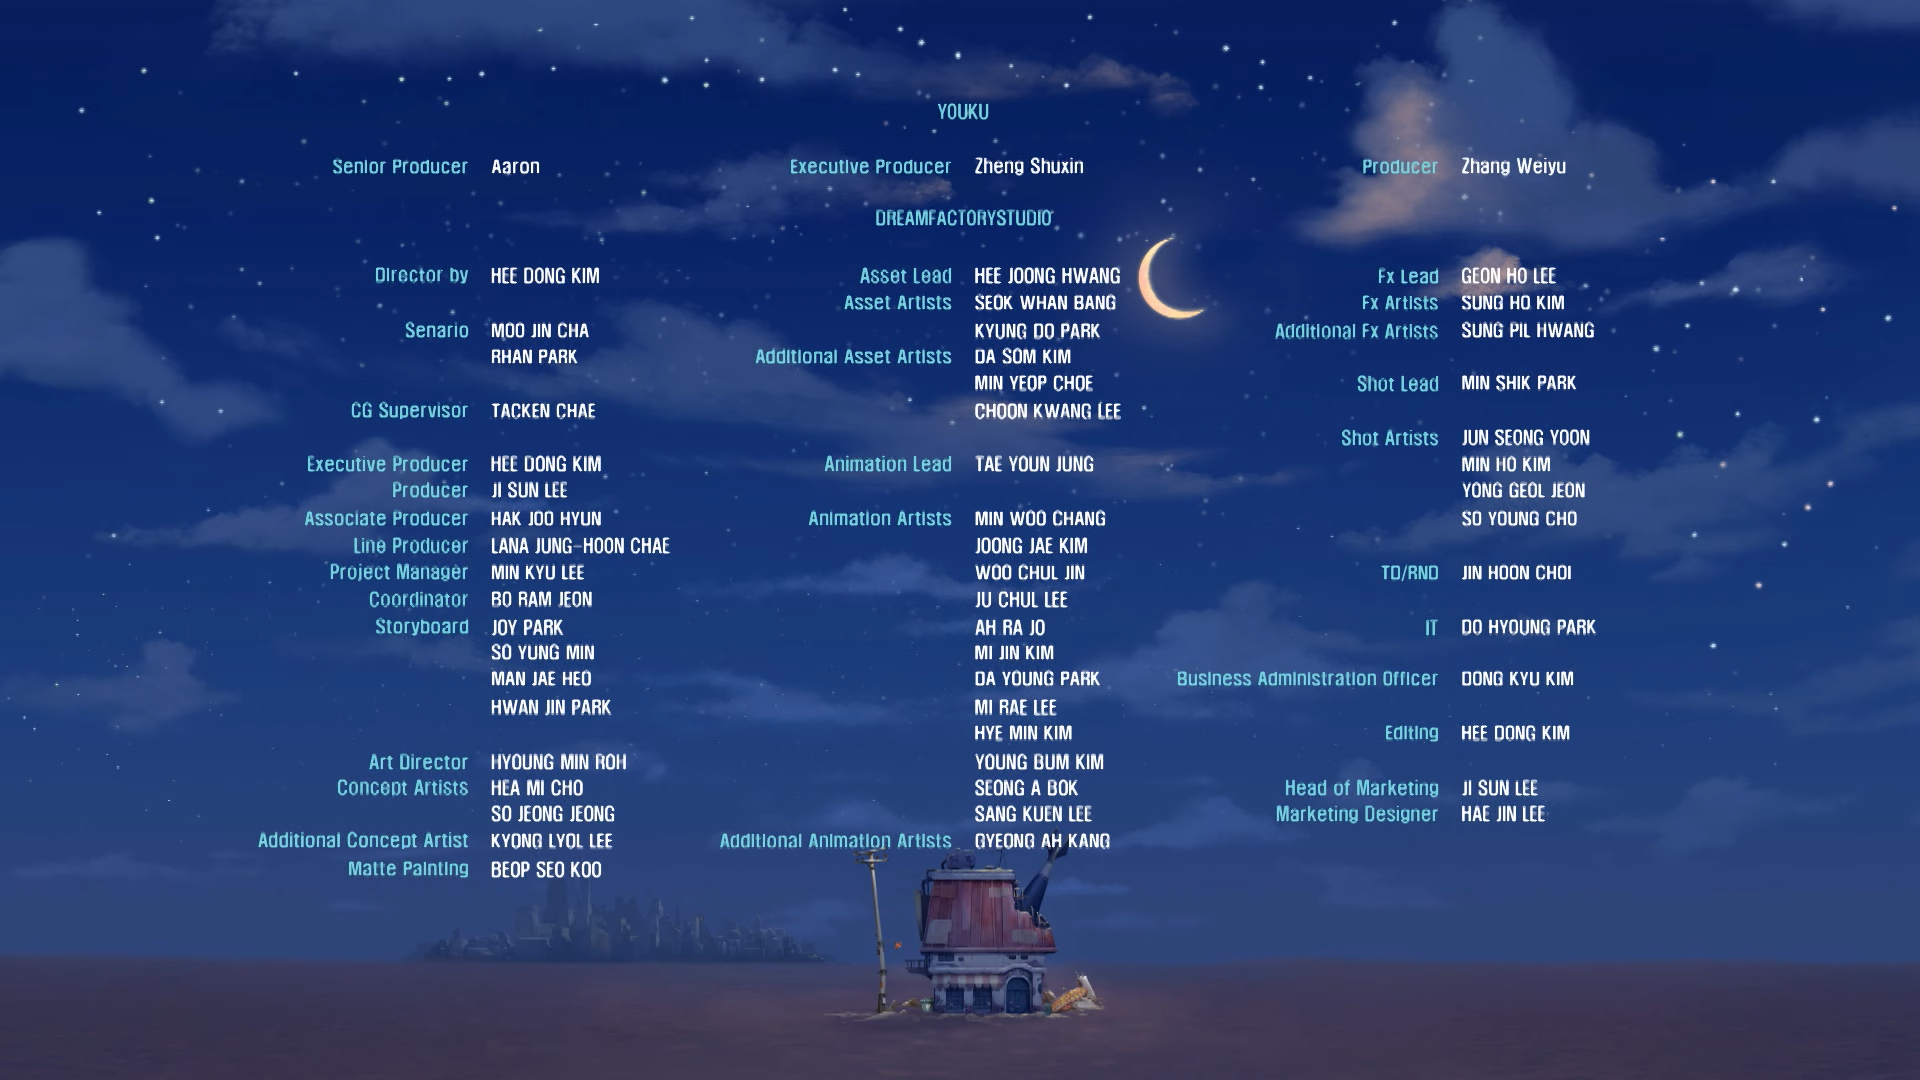 YOUKU
Senior Producer Aaron
Executive Producer Zheng Shuxin
Producer Zhang Weiyu
DREAMFACTORYSTUDIO
Director by HEE DONG KIM
Senario MOO JIN CHA
RHAN PARK
CG Supervisor TACKEN CHAE
Executive Producer HEE DONG KIM
Producer JI SUN LEE
Associate Producer HAK JOO HYUN
Line Producer LANA JUNG-HOON CHAE
Project Manager MIN KYU LEE
Coordinator BO RAM JEON
Storyboard JOY PARK
SO YUNG MIN
MAN JAE HEO
HWAN JIN PARK
Art Director HYOUNG MIN ROH
Concept Artists HEA MI CHO
SO JEONG JEONG
Additional Concept Artist KYONG LYOL LEE
Matte Painting BEOP SEO KOO
Asset Lead HEE JOONG HWANG
Asset Artists SEOK WHAN BANG
KYUNG DO PARK
Additional Asset Artists DA SOM KIM
MIN YEOP CHOE
CHOON KWANG LEE
Animation Lead TAE YOUN JUNG
Animation Artists MIN WOO CHANG
JOONG JAE KIM
WOO CHUL JIN
JU CHUL LEE
AH RA JO
MI JIN KIM
DA YOUNG PARK
MI RAE LEE
HYE MIN KIM
YOUNG BUM KIM
SEONG A BOK
SANG KUEN LEE
Additional Animation Artists GYEONG AH KANG
Fx Lead GEON HO LEE
Fx Artists SUNG HO KIM
Additional Fx Artists SUNG PIL HWANG
Shot Lead MIN SHIK PARK
Shot Artists JUN SEONG YOON
MIN HO KIM
YONG GEOL JEON
SO YOUNG CHO
TD/RND JIN HOON CHOI
IT DO HYOUNG PARK
Business Administration Officer DONG KYU KIM
Editing HEE DONG KIM
Head of Marketing JI SUN LEE
Marketing Designer HAE JIN LEE